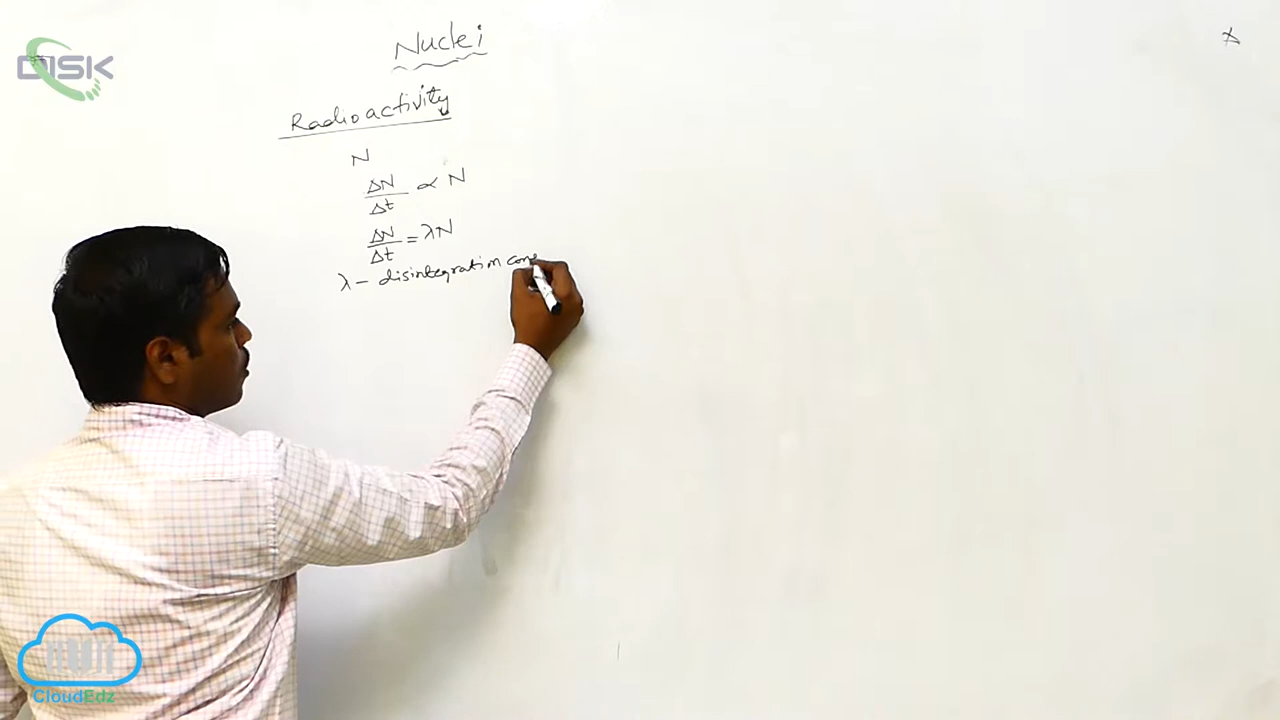 DISK
Nuclei
Radioactivity
N
ΔN/Δt ∝ N
ΔN/Δt = λN
λ – disintegration con
CloudEdz